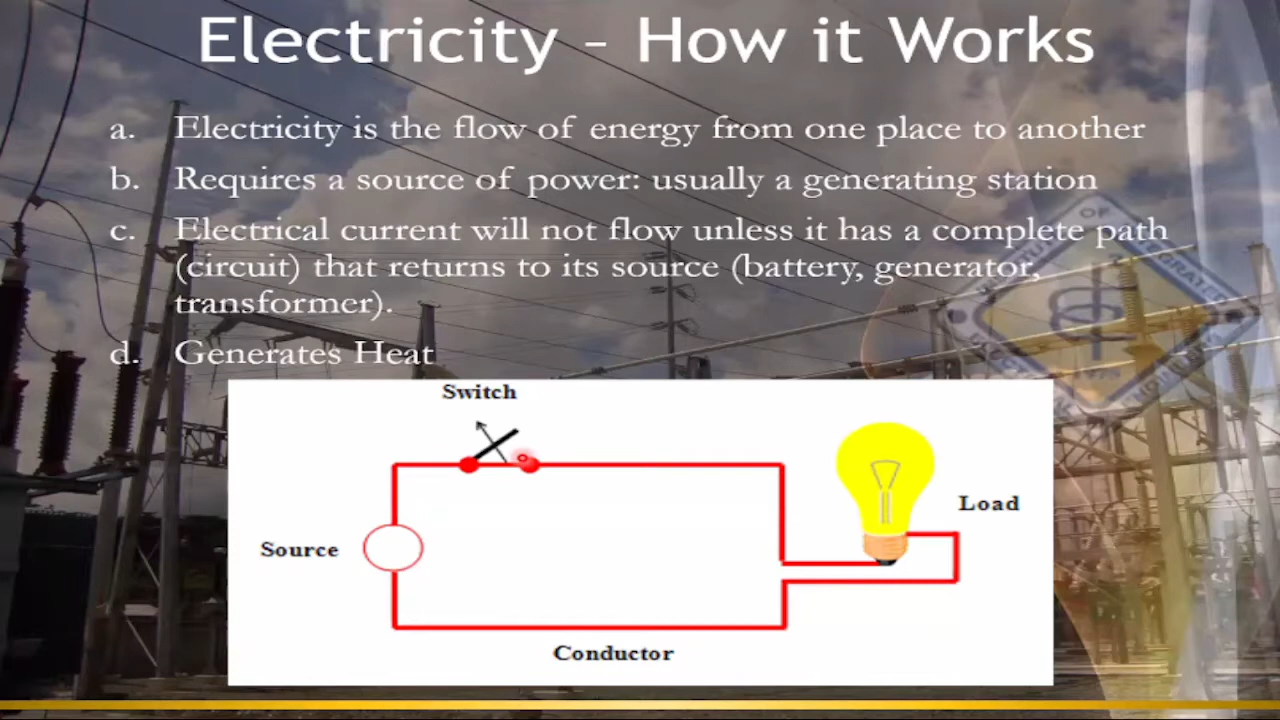 Electricity - How it Works
a. Electricity is the flow of energy from one place to another
b. Requires a source of power: usually a generating station
c. Electrical current will not flow unless it has a complete path
(circuit) that returns to its source (battery, generator,
transformer).
d. Generates Heat
Switch
Load
Source
Conductor
OF